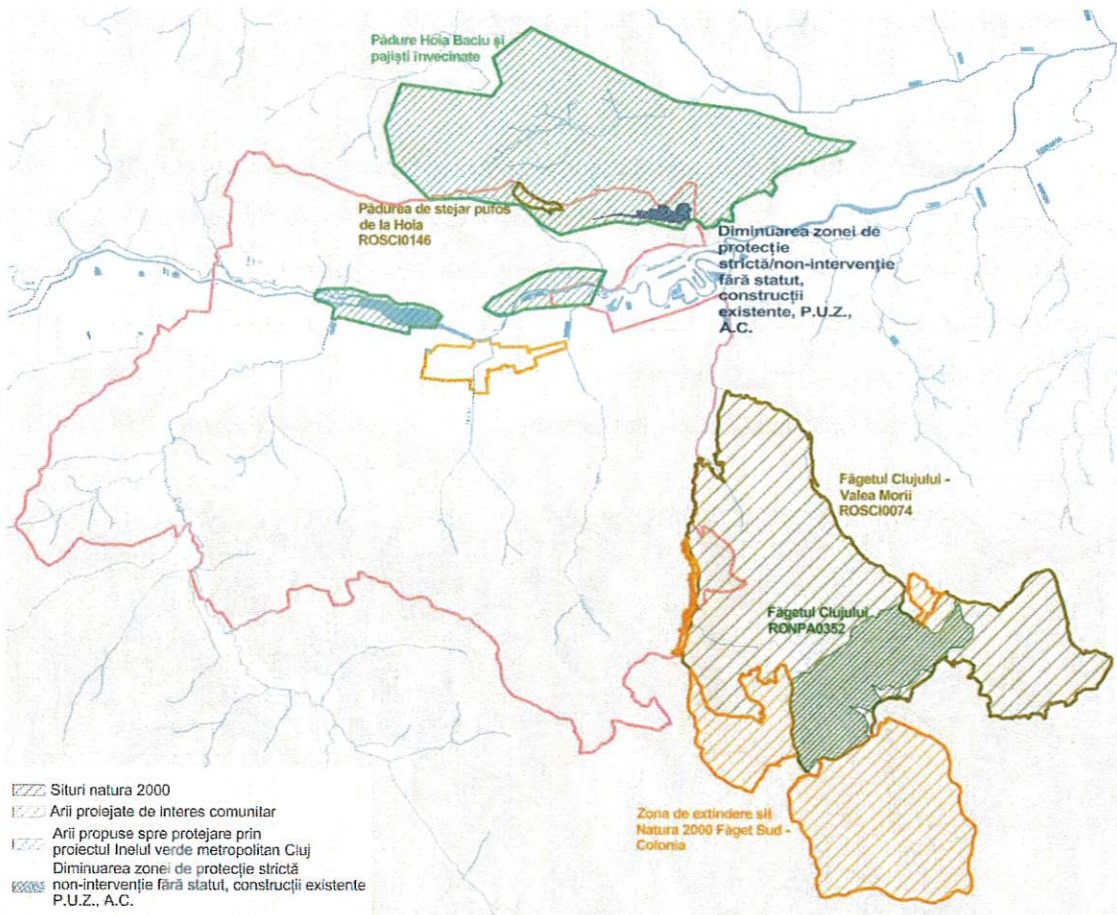 Pădure Hoia Baciu și
pajiști învecinate
Pădurea de stejar pufos
de la Hoia
ROSCI0146
Diminuarea zonei de
protecție
strictă/non-intervenție
fără statut,
construcții
existente, P.U.Z.,
A.C.
Făgetul Clujului -
Valea Morii
ROSCI0074
Făgetul Clujului
RONPA0352
Zona de extindere sit
Natura 2000 Făget Sud -
Colonia
Situri natura 2000
Arii proiejate de interes comunitar
Arii propuse spre protejare prin
proiectul Inelul verde metropolitan Cluj
Diminuarea zonei de protecție strictă
non-intervenție fără statut, construcții existente
P.U.Z., A.C.